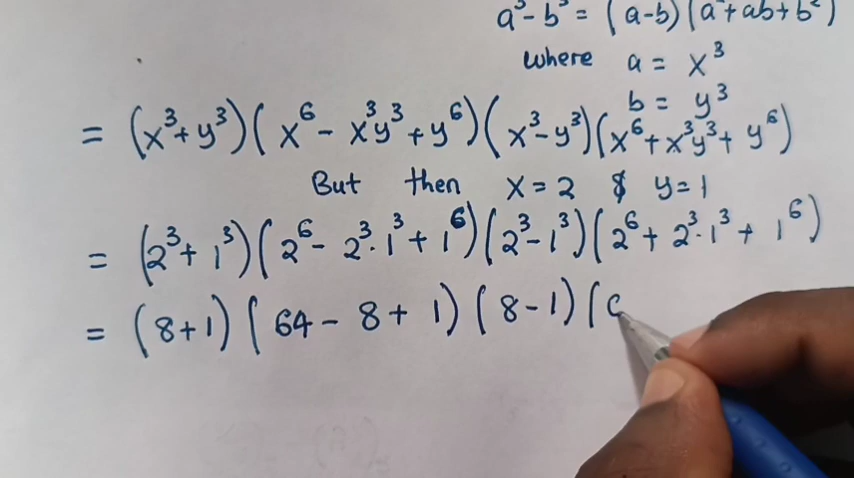 a³ - b³ = (a-b)(a² + ab + b²)
where a = x³
b = y³
= (x³ + y³)(x⁶ - x³y³ + y⁶)(x³ - y³)(x⁶ + x³y³ + y⁶)
But then x = 2 $ y = 1
= (2³ + 1³)(2⁶ - 2³·1³ + 1⁶)(2³ - 1³)(2⁶ + 2³·1³ + 1⁶)
= (8+1)(64 - 8 + 1)(8 - 1)(